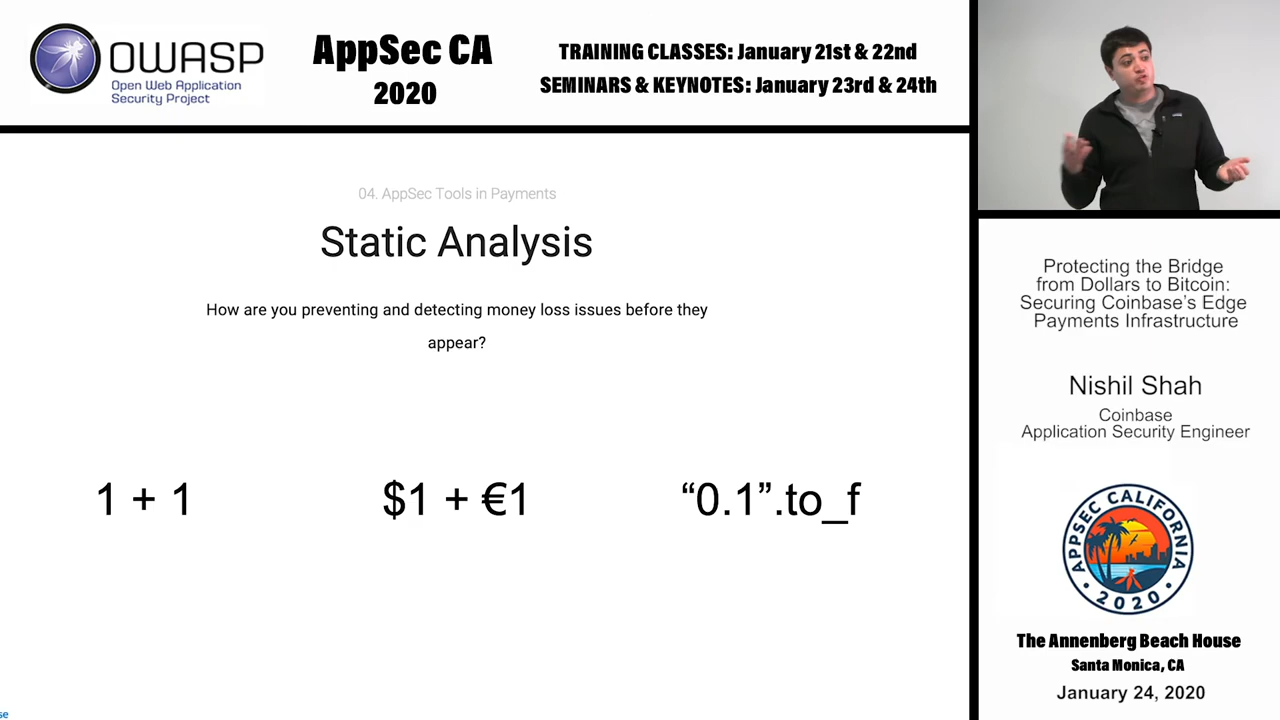 OWASP
Open Web Application
Security Project
AppSec CA
2020
TRAINING CLASSES: January 21st & 22nd
SEMINARS & KEYNOTES: January 23rd & 24th
04. AppSec Tools in Payments
Static Analysis
How are you preventing and detecting money loss issues before they
appear?
1 + 1
$1 + €1
“0.1”.to_f
se
Protecting the Bridge
from Dollars to Bitcoin:
Securing Coinbase's Edge
Payments Infrastructure
Nishil Shah
Coinbase
Application Security Engineer
APPSEC CALIFORNIA
• 2020 •
The Annenberg Beach House
Santa Monica, CA
January 24, 2020